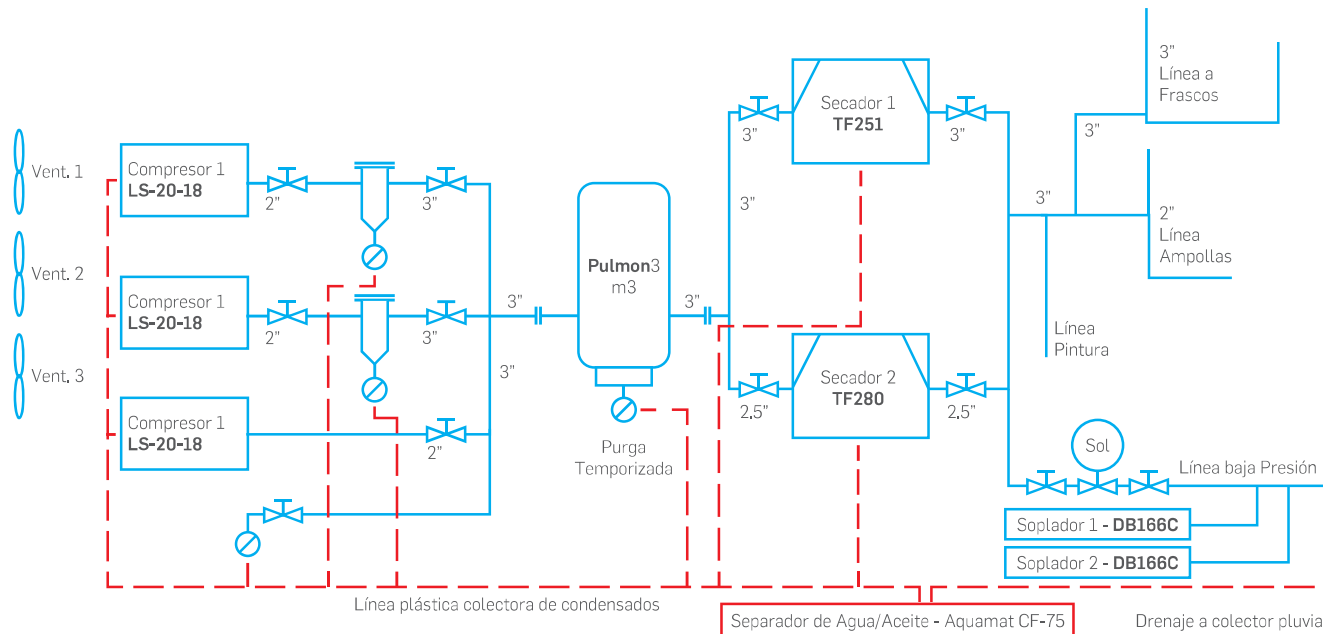 Vent. 1
Vent. 2
Vent. 3
Compresor 1
LS-20-18
2"
3"
Compresor 1
LS-20-18
2"
3"
Compresor 1
LS-20-18
2"
3"
3"
Pulmon3
m3
3"
Purga
Temporizada
3"
Secador 1
TF251
3"
3"
2,5"
Secador 2
TF280
2,5"
3"
3"
3"
Línea a
Frascos
2"
Línea
Ampollas
Línea
Pintura
Sol
Línea baja Presión
Soplador 1 - DB166C
Soplador 2 - DB166C
Línea plástica colectora de condensados
Separador de Agua/Aceite - Aquamat CF-75
Drenaje a colector pluvia